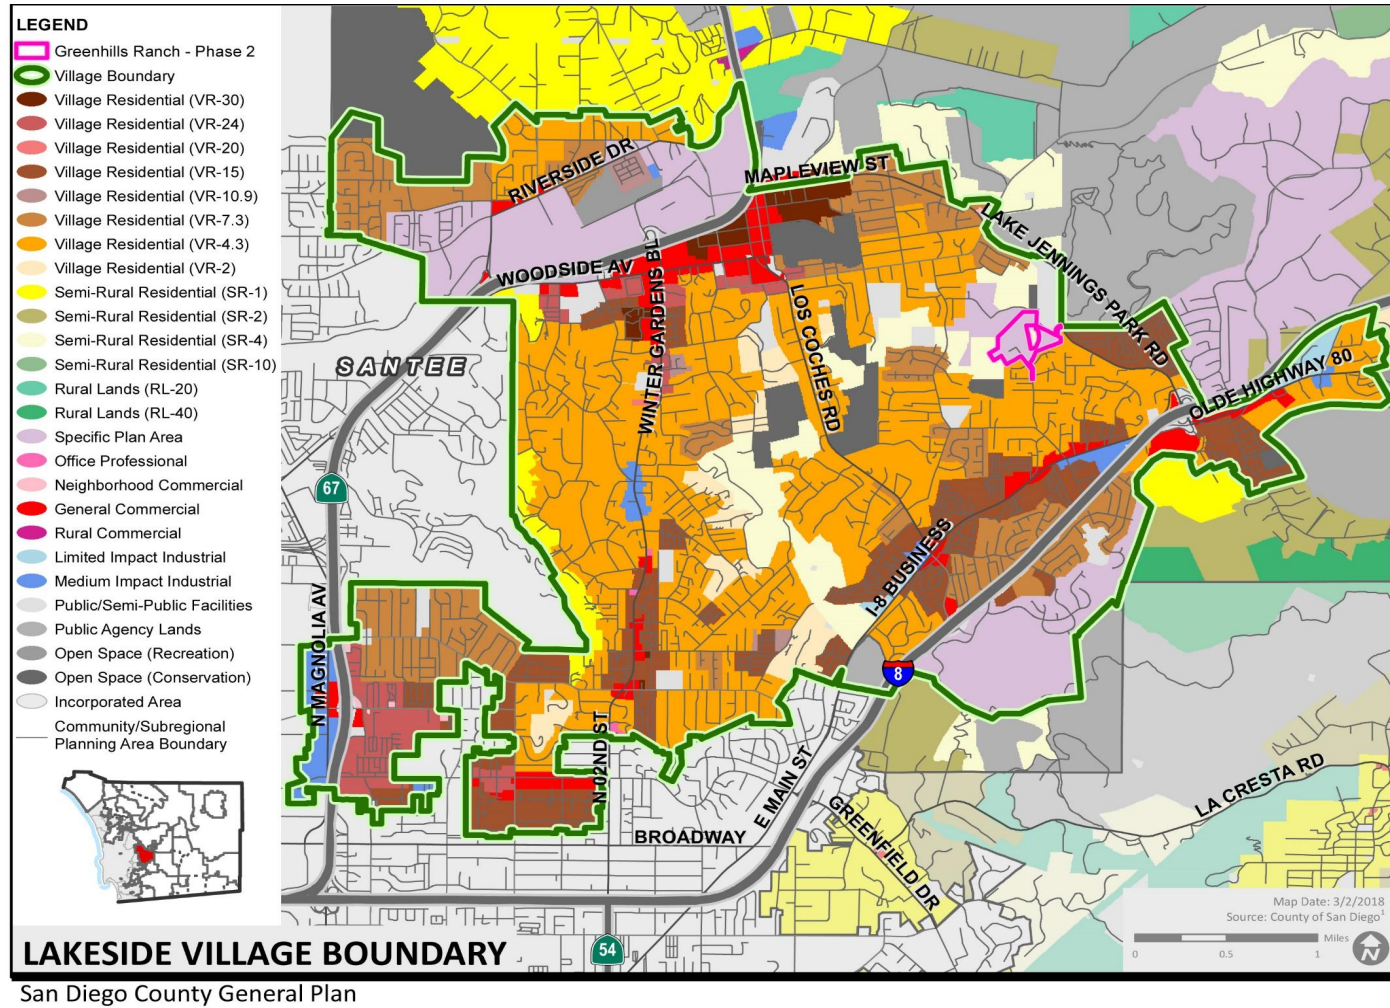 LEGEND
Greenhills Ranch - Phase 2
Village Boundary
Village Residential (VR-30)
Village Residential (VR-24)
Village Residential (VR-20)
Village Residential (VR-15)
Village Residential (VR-10.9)
Village Residential (VR-7.3)
Village Residential (VR-4.3)
Village Residential (VR-2)
Semi-Rural Residential (SR-1)
Semi-Rural Residential (SR-2)
Semi-Rural Residential (SR-4)
Semi-Rural Residential (SR-10)
Rural Lands (RL-20)
Rural Lands (RL-40)
Specific Plan Area
Office Professional
Neighborhood Commercial
General Commercial
Rural Commercial
Limited Impact Industrial
Medium Impact Industrial
Public/Semi-Public Facilities
Public Agency Lands
Open Space (Recreation)
Open Space (Conservation)
Incorporated Area
Community/Subregional
Planning Area Boundary
RIVERSIDE DR
MAPLEVIEW ST
LAKE JENNINGS PARK RD
WOODSIDE AV
WINTER GARDENS BL
LOS COCHES RD
SANTEE
OLDE HIGHWAY 80
67
I-8 BUSINESS
N MAGNOLIA AV
8
N 02ND ST
E MAIN ST
BROADWAY
GREENFIELD DR
LA CRESTA RD
54
Map Date: 3/2/2018
Source: County of San Diego¹
Miles
0 0.5 1
N
LAKESIDE VILLAGE BOUNDARY
San Diego County General Plan